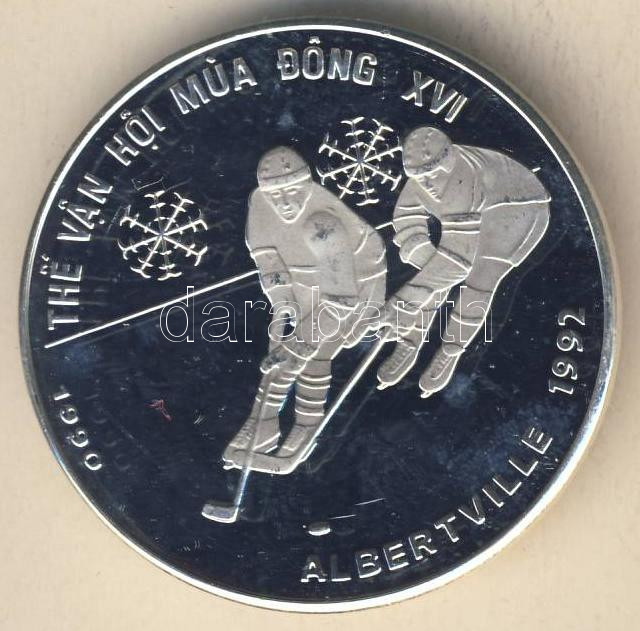 THẾ VẬN HỘI MÙA ĐÔNG XVI
1990
ALBERTVILLE 1992
darabanth